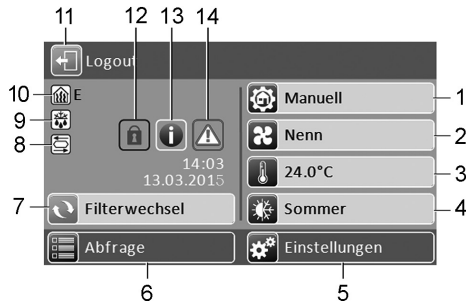 11 12 13 14
Logout
10 E Manuell 1
9
Nenn 2
8
14:03
13.03.2015
24.0°C 3
7 Filterwechsel Sommer 4
Abfrage Einstellungen
6 5